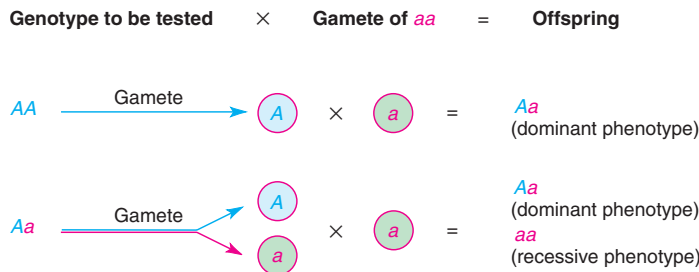 Genotype to be tested × Gamete of aa = Offspring
AA Gamete A × a = Aa
(dominant phenotype)
Aa Gamete A a × a = Aa
(dominant phenotype)
aa
(recessive phenotype)